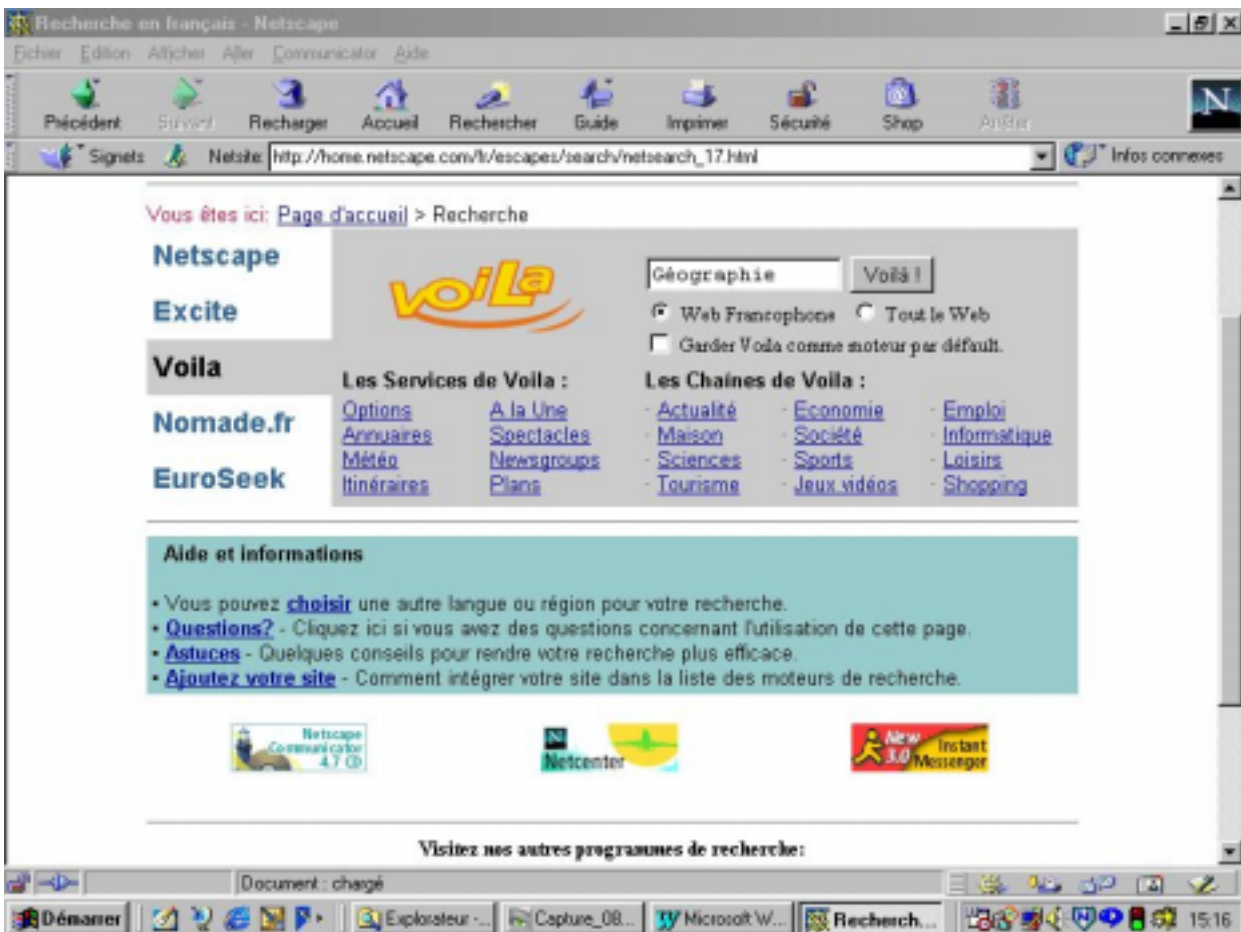 Recherche en français - Netscape
Fichier Edition Afficher Aller Communicator Aide
Précédent Suivant Recharger Accueil Rechercher Guide Imprimer Sécurité Shop Arrêter
N
Signets Netsite: http://home.netscape.com/fr/escapes/search/netsearch_17.html Infos connexes
Vous êtes ici: Page d'accueil > Recherche
Netscape
Excite
Voila
Nomade.fr
EuroSeek
VOiLa
Géographie Voilà !
Web Francophone Tout le Web
Garder Voila comme moteur par défault.
Les Services de Voila : Les Chaines de Voila :
Options A la Une · Actualité · Economie · Emploi
Annuaires Spectacles · Maison · Société · Informatique
Météo Newsgroups · Sciences · Sports · Loisirs
Itinéraires Plans · Tourisme · Jeux vidéos · Shopping
Aide et informations
• Vous pouvez choisir une autre langue ou région pour votre recherche.
• Questions? - Cliquez ici si vous avez des questions concernant l'utilisation de cette page.
• Astuces - Quelques conseils pour rendre votre recherche plus efficace.
• Ajoutez votre site - Comment intégrer votre site dans la liste des moteurs de recherche.
Netscape
Communicator
4.7 CD
N
Netcenter
New
3.0
Instant
Messenger
Visitez nos autres programmes de recherche:
Document : chargé
Démarrer Explorateur -... Capture_08... Microsoft W... Recherch... 15:16